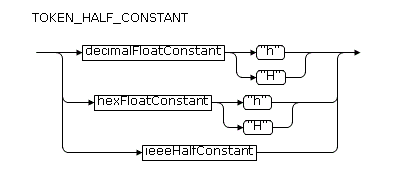 TOKEN_HALF_CONSTANT
decimalFloatConstant "h"
"H"
hexFloatConstant "h"
"H"
ieeeHalfConstant